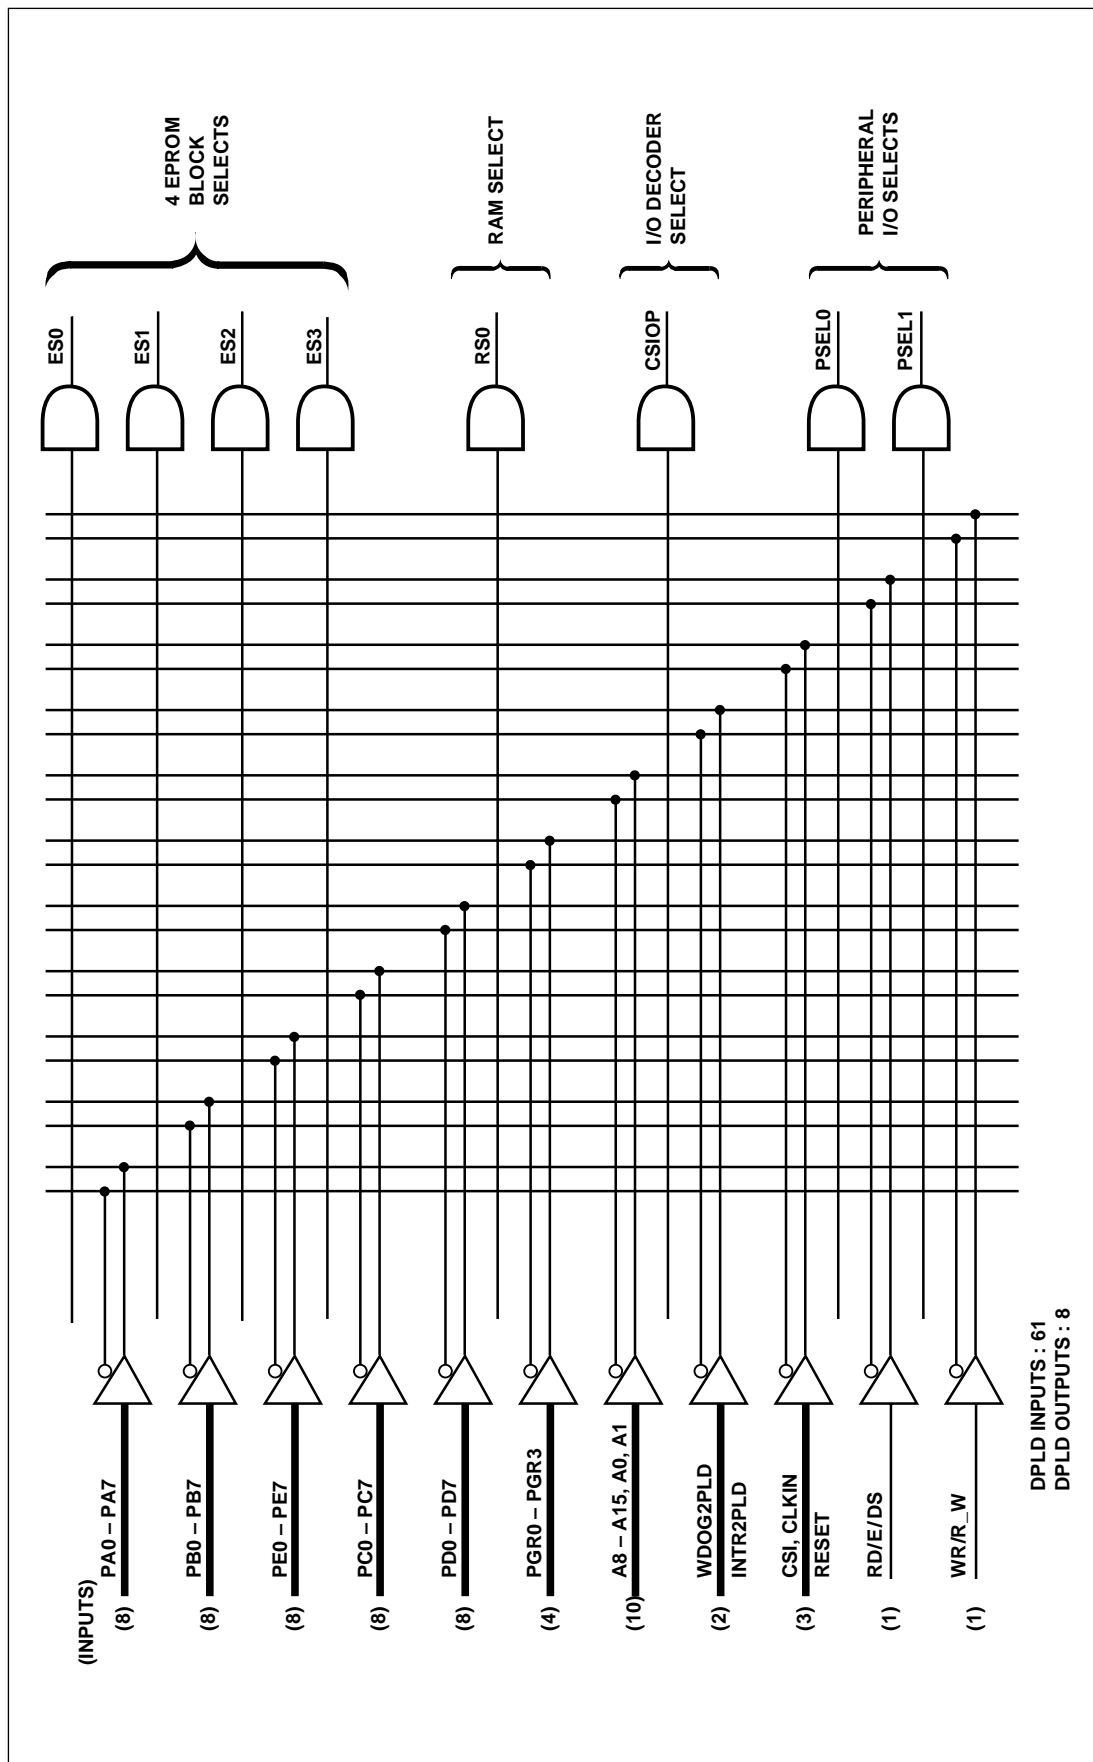 (INPUTS)
(8) PA0 – PA7
(8) PB0 – PB7
(8) PE0 – PE7
(8) PC0 – PC7
(8) PD0 – PD7
(4) PGR0 – PGR3
(10) A8 – A15, A0, A1
(2) WDOG2PLD
INTR2PLD
(3) CSI, CLKIN
RESET
(1) RD/E/DS
(1) WR/R_W
ES0
ES1
ES2
ES3
RS0
CSIOP
PSEL0
PSEL1
4 EPROM
BLOCK
SELECTS
RAM SELECT
I/O DECODER
SELECT
PERIPHERAL
I/O SELECTS
DPLD INPUTS : 61
DPLD OUTPUTS : 8